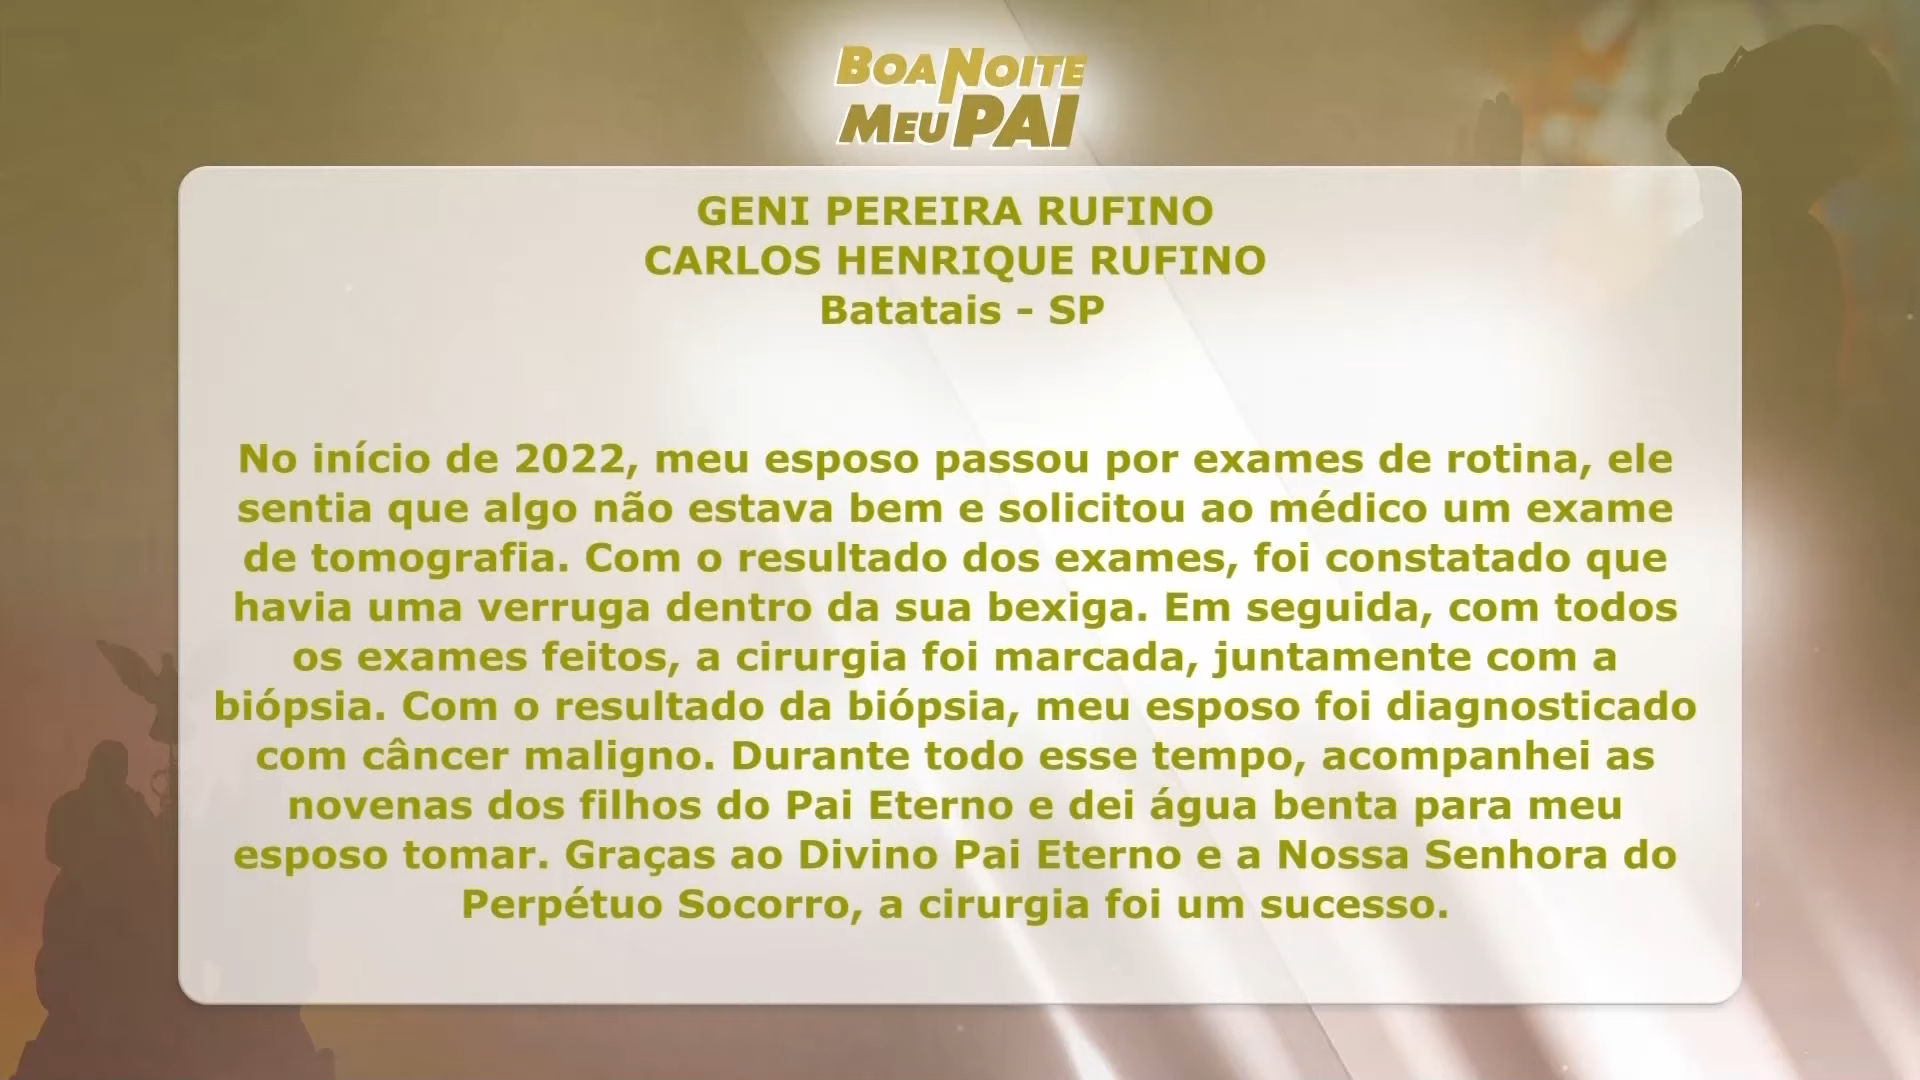 BOA NOITE
MEU PAI
GENI PEREIRA RUFINO
CARLOS HENRIQUE RUFINO
Batatais - SP
No início de 2022, meu esposo passou por exames de rotina, ele
sentia que algo não estava bem e solicitou ao médico um exame
de tomografia. Com o resultado dos exames, foi constatado que
havia uma verruga dentro da sua bexiga. Em seguida, com todos
os exames feitos, a cirurgia foi marcada, juntamente com a
biópsia. Com o resultado da biópsia, meu esposo foi diagnosticado
com câncer maligno. Durante todo esse tempo, acompanhei as
novenas dos filhos do Pai Eterno e dei água benta para meu
esposo tomar. Graças ao Divino Pai Eterno e a Nossa Senhora do
Perpétuo Socorro, a cirurgia foi um sucesso.